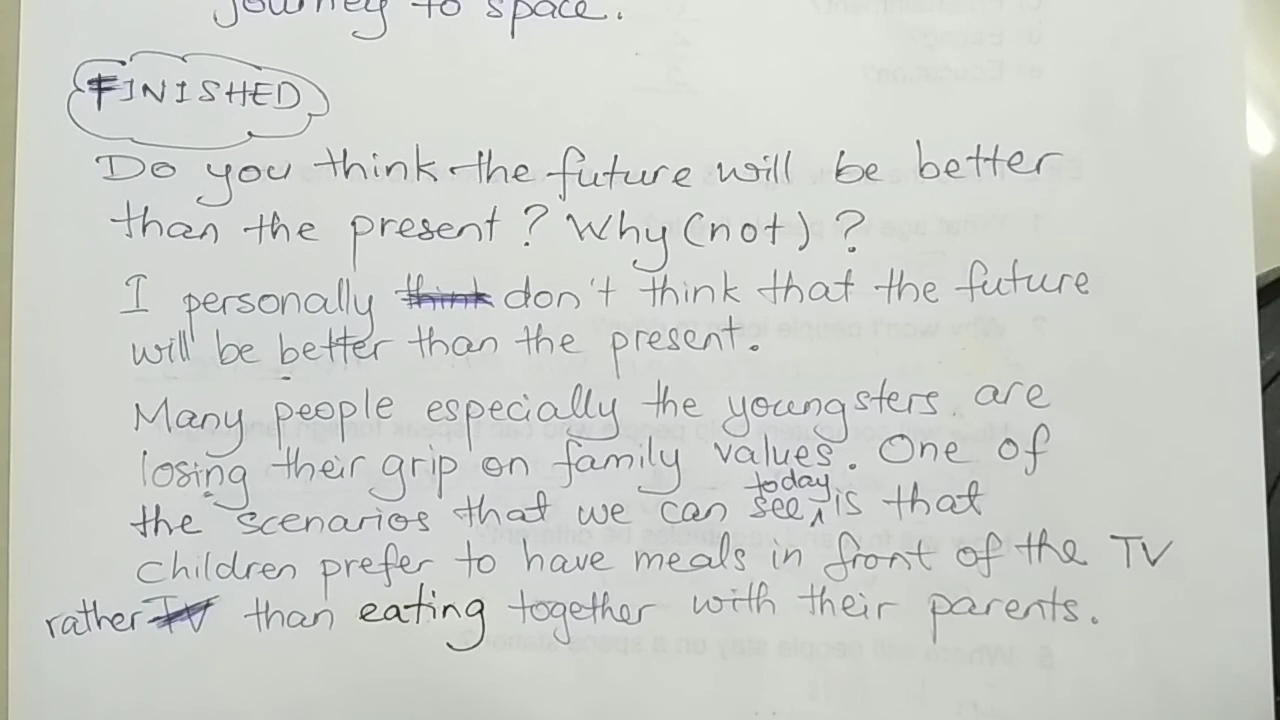 journey to space.
FINISHED
Do you think the future will be better
than the present? Why (not)?
I personally think don't think that the future
will be better than the present.
Many people especially the youngsters are
losing their grip on family values. One of
the scenarios that we can see today is that
children prefer to have meals in front of the TV
rather TV than eating together with their parents.